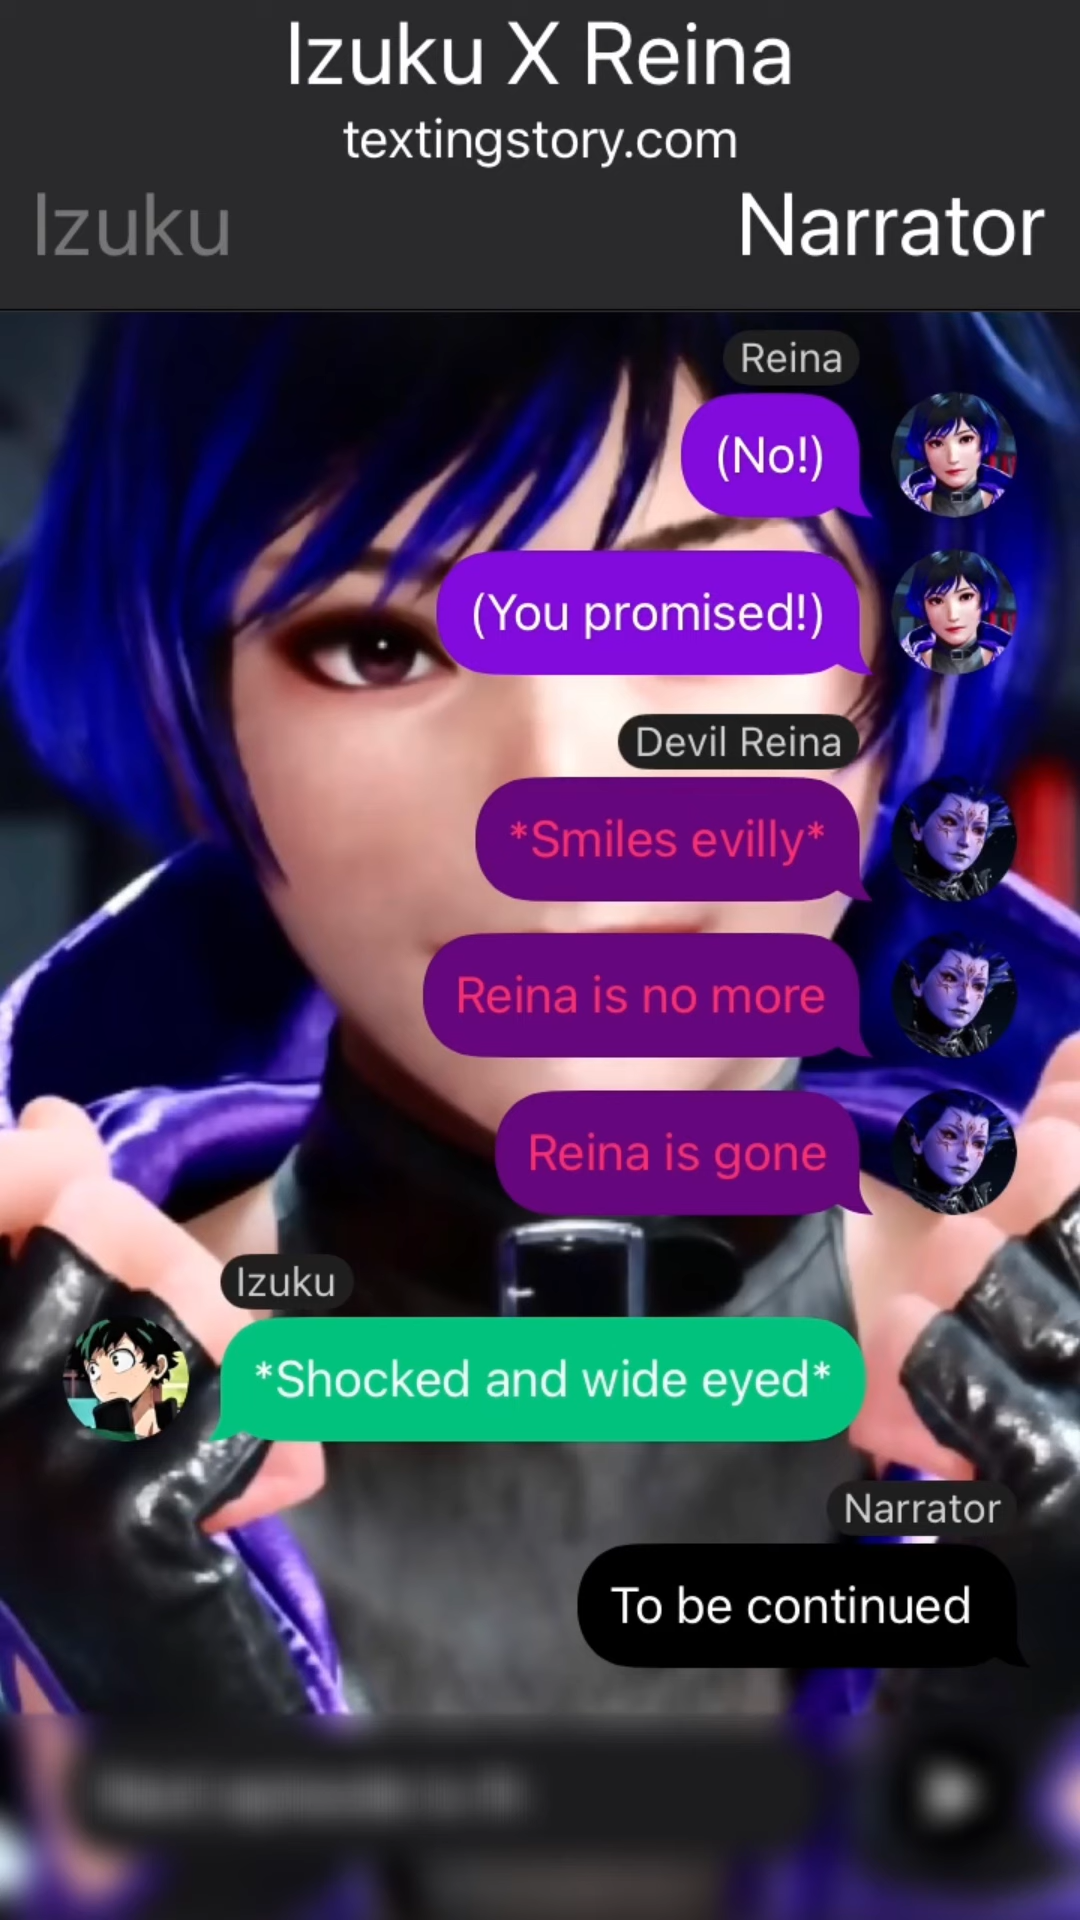 Izuku X Reina
textingstory.com
Izuku
Narrator
Reina
(No!)
(You promised!)
Devil Reina
*Smiles evilly*
Reina is no more
Reina is gone
Izuku
*Shocked and wide eyed*
Narrator
To be continued